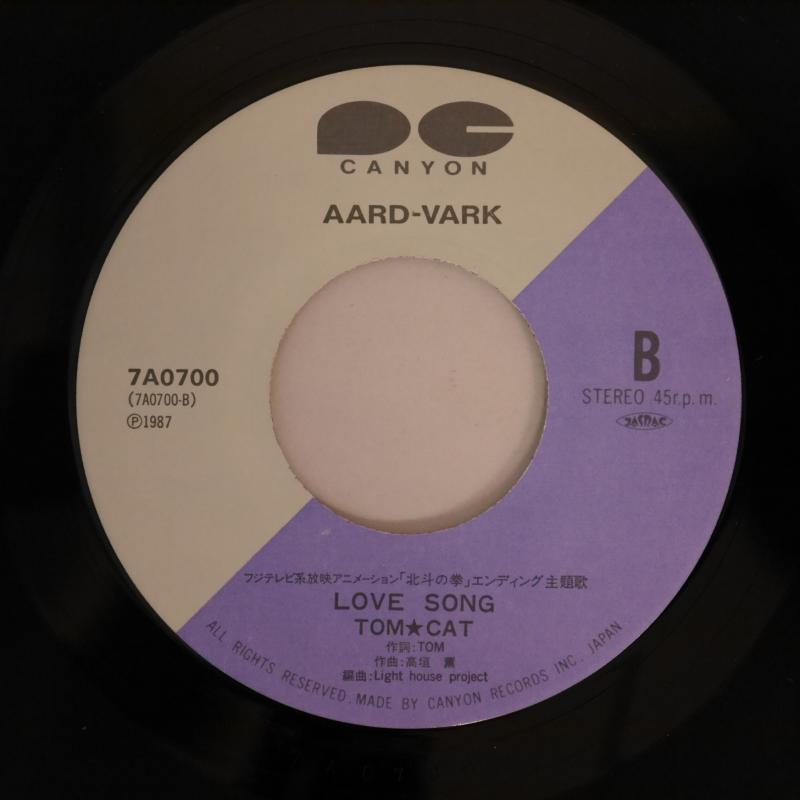 CANYON
AARD-VARK
7A0700
(7A0700-B)
Ⓟ1987
B
STEREO 45r.p.m.
JASRAC
フジテレビ系放映アニメーション「北斗の拳」エンディング主題歌
LOVE SONG
TOM★CAT
作詞:TOM
作曲:高垣 薫
編曲:Light house project
ALL RIGHTS RESERVED. MADE BY CANYON RECORDS INC. JAPAN